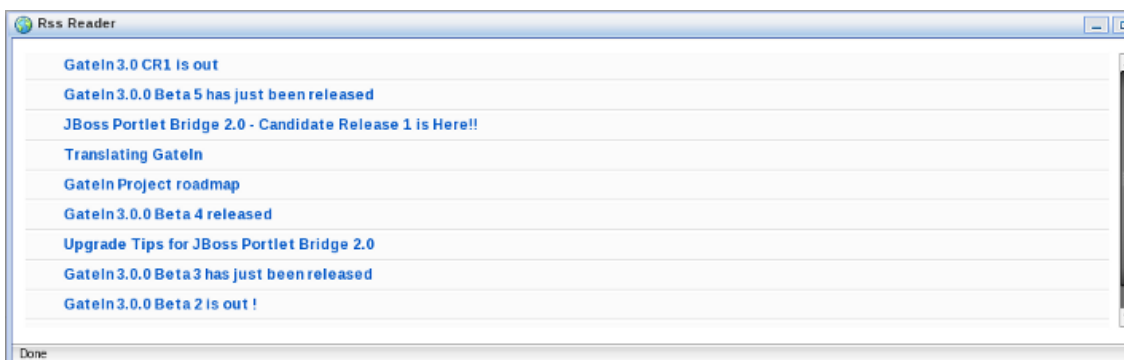 Rss Reader
GateIn 3.0 CR1 is out
GateIn 3.0.0 Beta 5 has just been released
JBoss Portlet Bridge 2.0 - Candidate Release 1 is Here!!
Translating GateIn
GateIn Project roadmap
GateIn 3.0.0 Beta 4 released
Upgrade Tips for JBoss Portlet Bridge 2.0
GateIn 3.0.0 Beta 3 has just been released
GateIn 3.0.0 Beta 2 is out !
Done